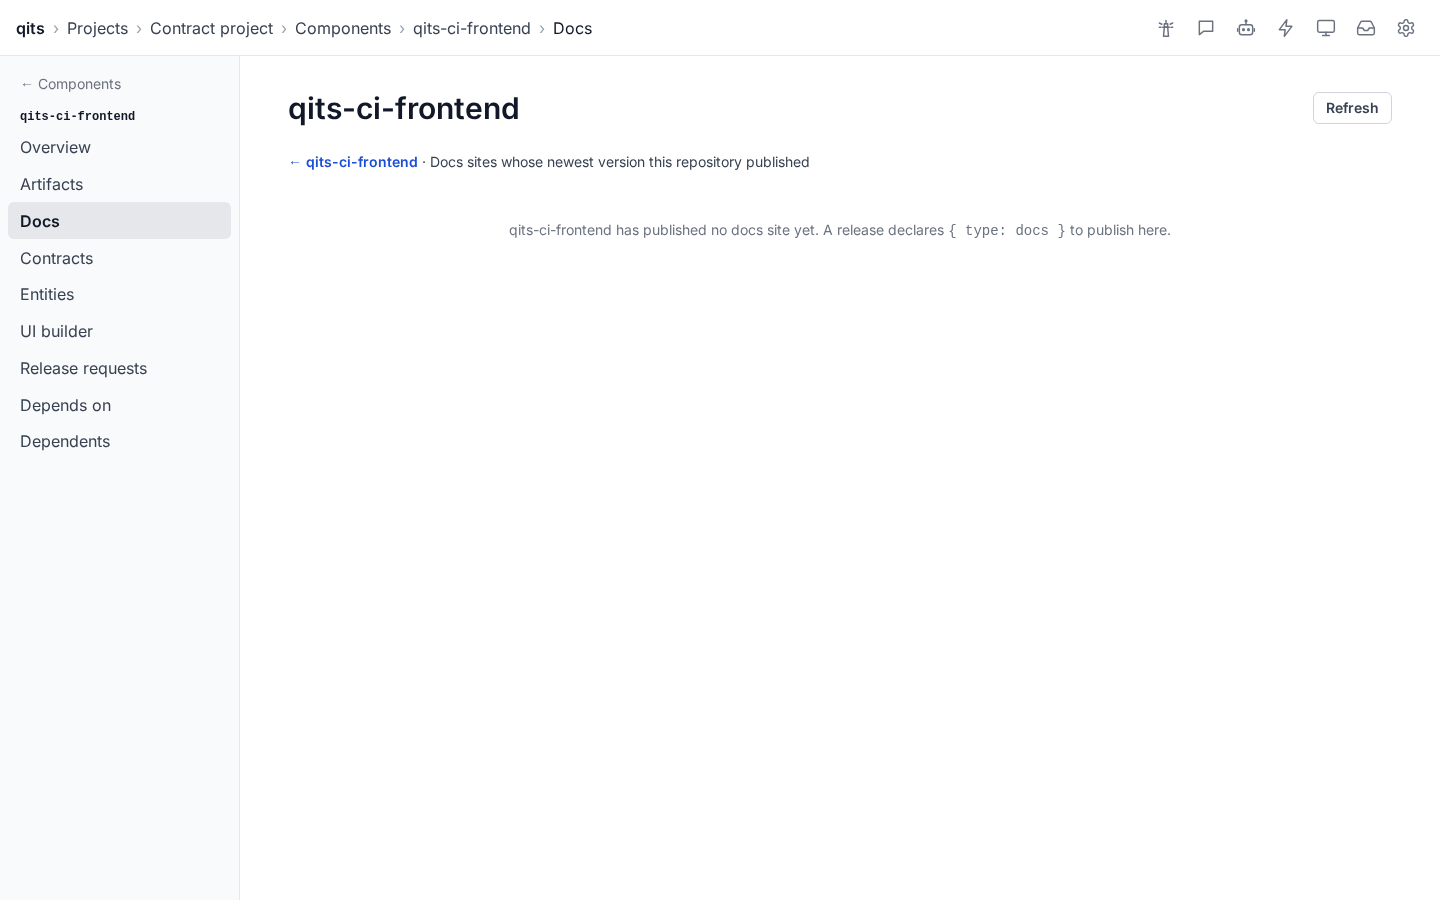 qits › Projects › Contract project › Components › qits-ci-frontend › Docs
← Components
qits-ci-frontend
Overview
Artifacts
Docs
Contracts
Entities
UI builder
Release requests
Depends on
Dependents
qits-ci-frontend
Refresh
← qits-ci-frontend · Docs sites whose newest version this repository published
qits-ci-frontend has published no docs site yet. A release declares { type: docs } to publish here.